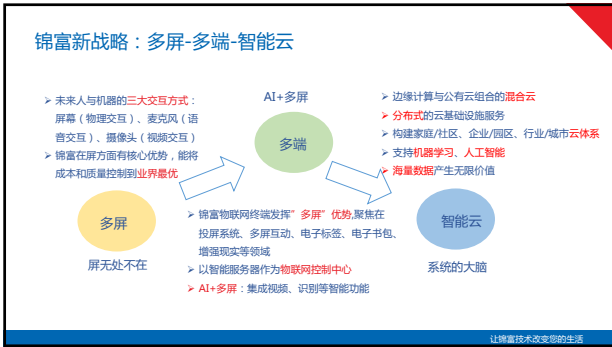 锦富新战略：多屏-多端-智能云
未来人与机器的三大交互方式：
屏幕（物理交互）、麦克风（语
音交互）、摄像头（视频交互）
锦富在屏方面有核心优势，能将
成本和质量控制到业界最优
多屏
屏无处不在
AI+多屏
多端
锦富物联网终端发挥”多屏”优势,聚焦在
投屏系统、多屏互动、电子标签、电子书包、
增强现实等领域
以智能服务器作为物联网控制中心
AI+多屏：集成视频、识别等智能功能
边缘计算与公有云组合的混合云
分布式的云基础设施服务
构建家庭/社区、企业/园区、行业/城市云体系
支持机器学习、人工智能
海量数据产生无限价值
智能云
系统的大脑
让锦富技术改变您的生活